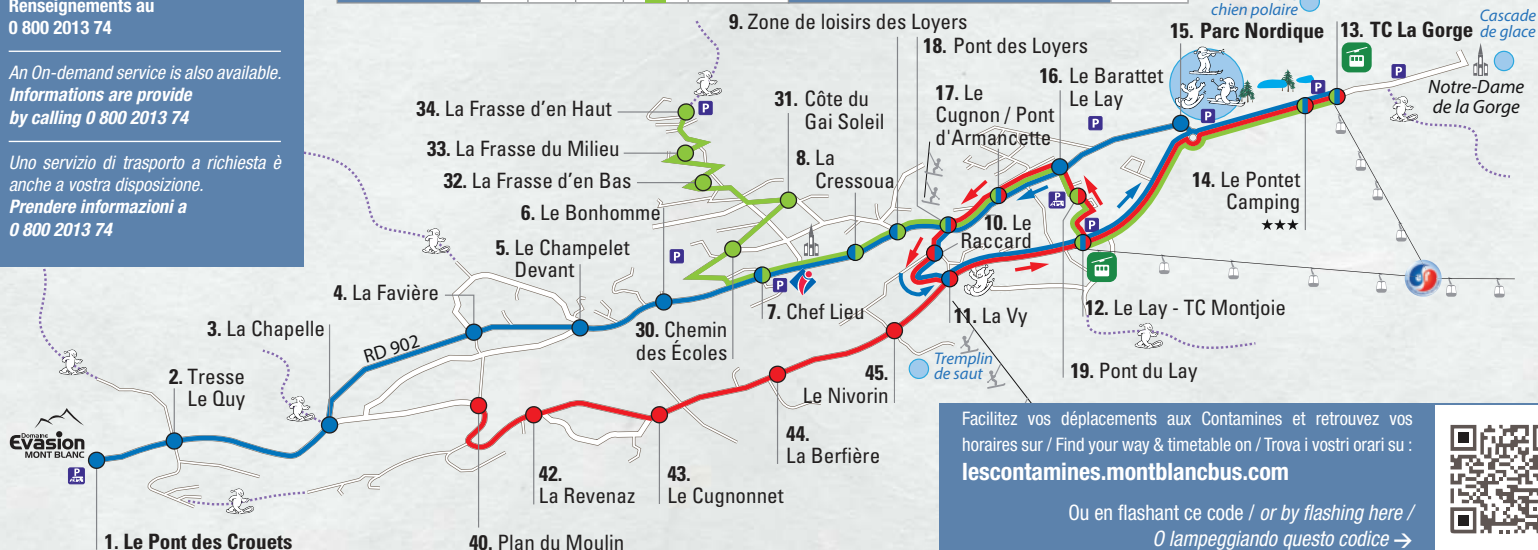 Renseignements au
0 800 2013 74
An On-demand service is also available.
Informations are provide
by calling 0 800 2013 74
Uno servizio di trasporto a richiesta è
anche a vostra disposizione.
Prendere informazioni a
0 800 2013 74
chien polaire
Cascade
de glace
9. Zone de loisirs des Loyers
15. Parc Nordique
13. TC La Gorge
18. Pont des Loyers
16. Le Barattet
Le Lay
Notre-Dame
de la Gorge
34. La Frasse d'en Haut
31. Côte du
Gai Soleil
17. Le
Cugnon / Pont
d'Armancette
33. La Frasse du Milieu
8. La
Cressoua
32. La Frasse d'en Bas
14. Le Pontet
Camping
★★★
6. Le Bonhomme
10. Le
Raccard
5. Le Champelet
Devant
4. La Favière
7. Chef Lieu
11. La Vy
12. Le Lay - TC Montjoie
3. La Chapelle
30. Chemin
des Écoles
RD 902
Tremplin
de saut
19. Pont du Lay
2. Tresse
Le Quy
45.
Le Nivorin
Domaine
Evasion
MONT BLANC
44.
La Berfière
42.
La Revenaz
43.
Le Cugnonnet
1. Le Pont des Crouets
40. Plan du Moulin
P
P
P
P
P
P
P
P
P
P
P
Facilitez vos déplacements aux Contamines et retrouvez vos
horaires sur / Find your way & timetable on / Trova i vostri orari su :
lescontamines.montblancbus.com
Ou en flashant ce code / or by flashing here /
O lampeggiando questo codice →